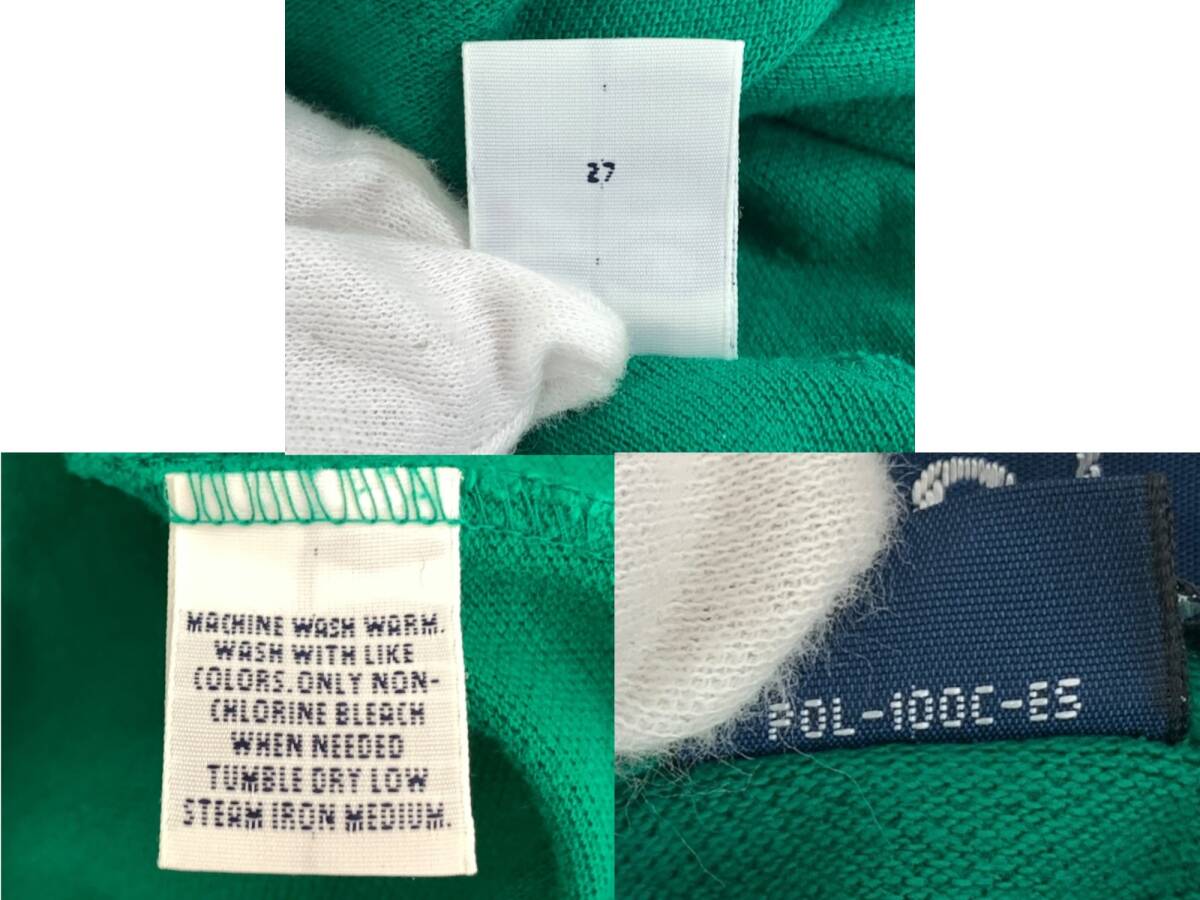 27
MACHINE WASH WARM.
WASH WITH LIKE
COLORS.ONLY NON-
CHLORINE BLEACH
WHEN NEEDED
TUMBLE DRY LOW
STEAM IRON MEDIUM.
POL-100C-ES